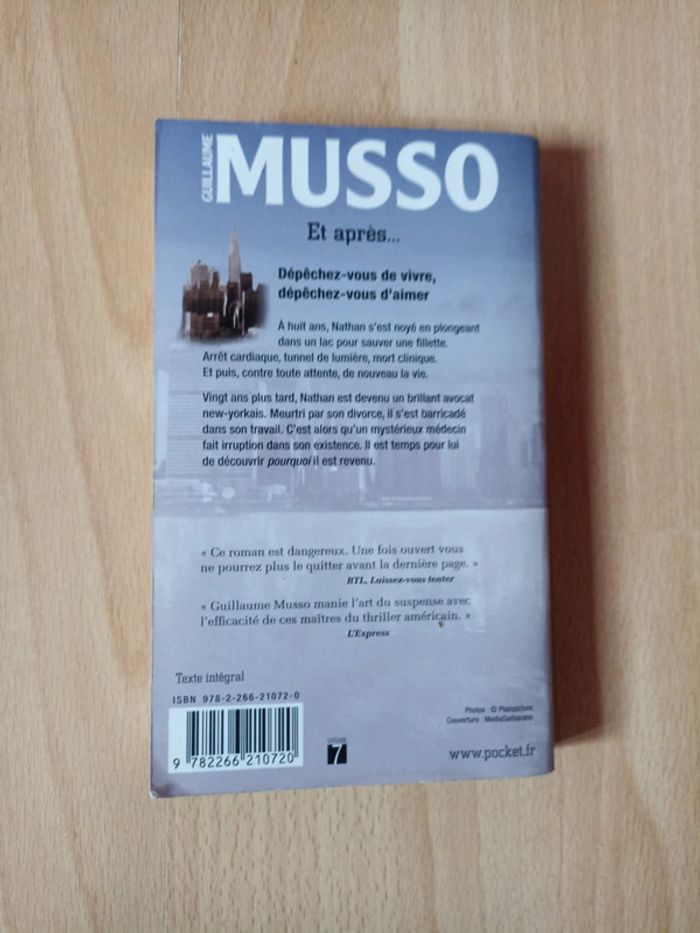 GUILLAUME
MUSSO
Et après...
Dépêchez-vous de vivre,
dépêchez-vous d'aimer
À huit ans, Nathan s'est noyé en plongeant
dans un lac pour sauver une fillette.
Arrêt cardiaque, tunnel de lumière, mort clinique.
Et puis, contre toute attente, de nouveau la vie.
Vingt ans plus tard, Nathan est devenu un brillant avocat
new-yorkais. Meurtri par son divorce, il s'est barricadé
dans son travail. C'est alors qu'un mystérieux médecin
fait irruption dans son existence. Il est temps pour lui
de découvrir pourquoi il est revenu.
« Ce roman est dangereux. Une fois ouvert vous
ne pourrez plus le quitter avant la dernière page. »
RTL, Laissez-vous tenter
« Guillaume Musso manie l'art du suspense avec
l'efficacité de ces maîtres du thriller américain. »
L'Express
Texte intégral
ISBN 978-2-266-21072-0
9 782266 210720
CATÉGORIE
7
Photos : © Plainpicture.
Couverture : MediaSarbacane.
www.pocket.fr